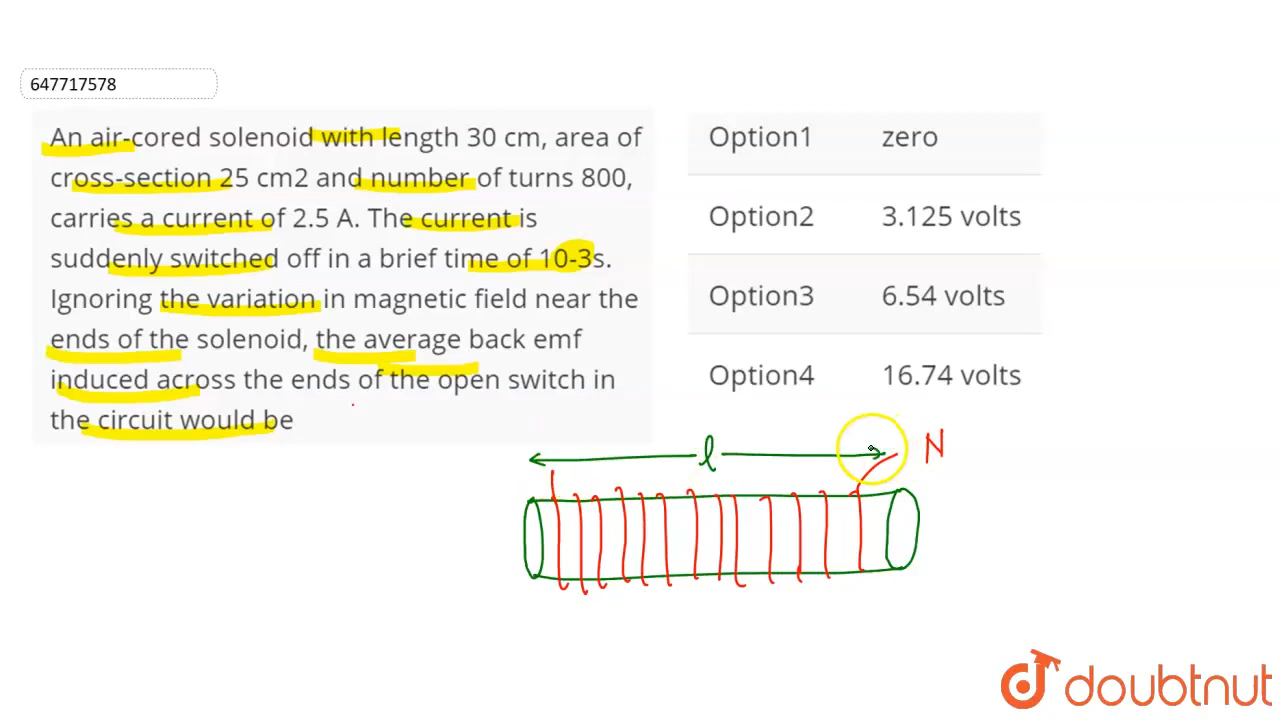 647717578
An air-cored solenoid with length 30 cm, area of
cross-section 25 cm2 and number of turns 800,
carries a current of 2.5 A. The current is
suddenly switched off in a brief time of 10-3s.
Ignoring the variation in magnetic field near the
ends of the solenoid, the average back emf
induced across the ends of the open switch in
the circuit would be
Option1 zero
Option2 3.125 volts
Option3 6.54 volts
Option4 16.74 volts
l
N
doubtnut